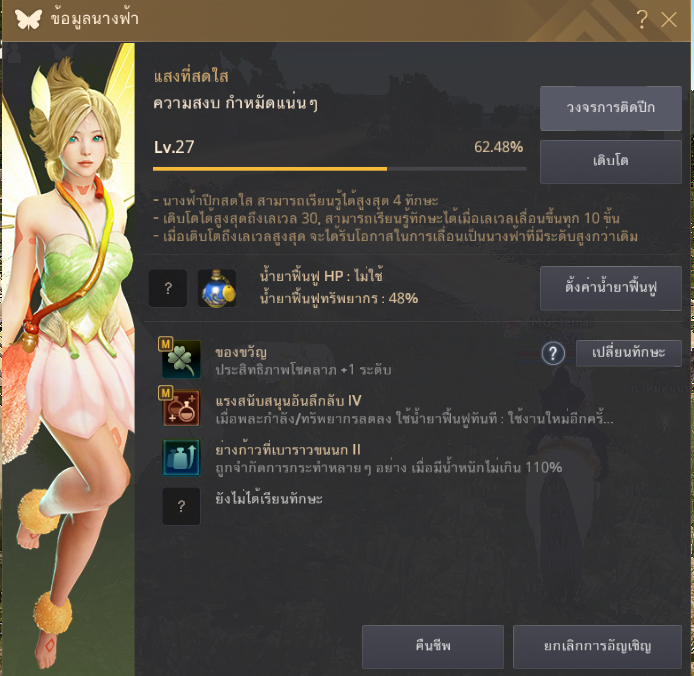 ข้อมูลนางฟ้า
?
แสงที่สดใส
ความสงบ กำหมัดแน่นๆ
วงจรการติดปีก
Lv.27
62.48%
เติบโต
- นางฟ้าปีกสดใส สามารถเรียนรู้ได้สูงสุด 4 ทักษะ
- เติบโตได้สูงสุดถึงเลเวล 30, สามารถเรียนรู้ทักษะได้เมื่อเลเวลเลื่อนขึ้นทุก 10 ขั้น
- เมื่อเติบโตถึงเลเวลสูงสุด จะได้รับโอกาสในการเลื่อนเป็นนางฟ้าที่มีระดับสูงกว่าเดิม
?
น้ำยาฟื้นฟู HP : ไม่ใช้
น้ำยาฟื้นฟูทรัพยากร : 48%
ตั้งค่าน้ำยาฟื้นฟู
M
ของขวัญ
ประสิทธิภาพโชคลาภ +1 ระดับ
?
เปลี่ยนทักษะ
M
แรงสนับสนุนอันลึกลับ IV
เมื่อพละกำลัง/ทรัพยากรลดลง ใช้น้ำยาฟื้นฟูทันที : ใช้งานใหม่อีกครั้...
ย่างก้าวที่เบาราวขนนก II
ถูกจำกัดการกระทำหลายๆ อย่าง เมื่อมีน้ำหนักไม่เกิน 110%
?
ยังไม่ได้เรียนทักษะ
คืนชีพ
ยกเลิกการอัญเชิญ